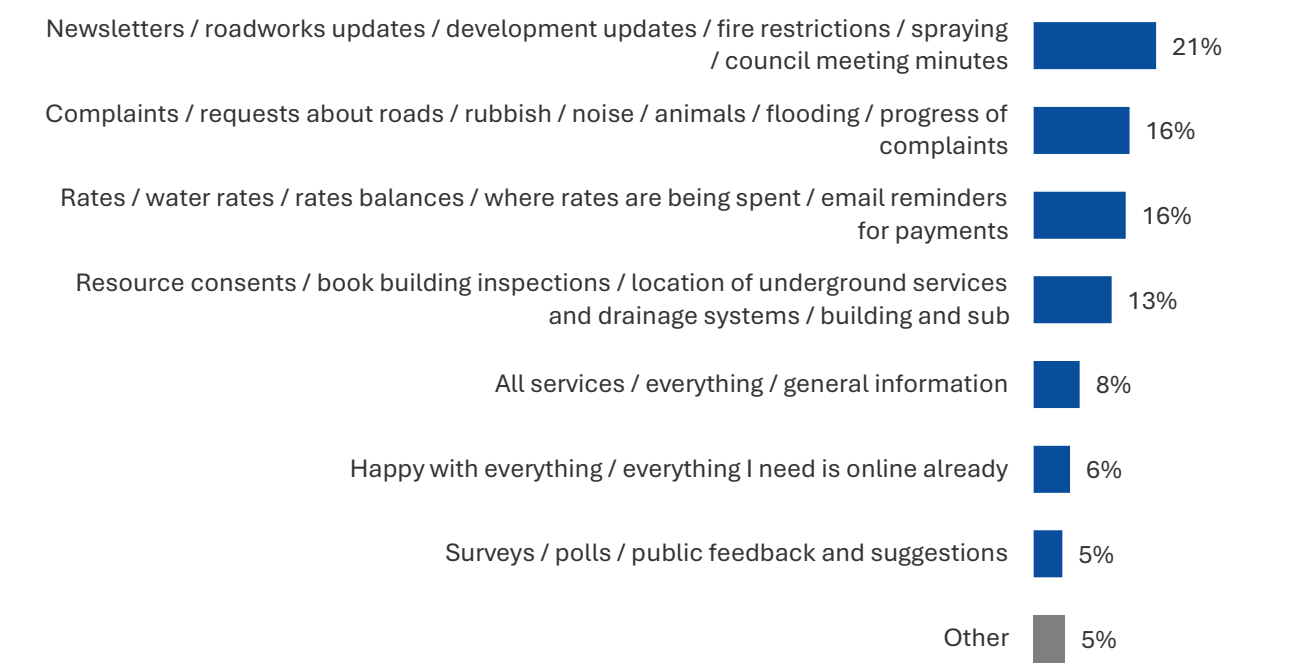 Newsletters / roadworks updates / development updates / fire restrictions / spraying
/ council meeting minutes
21%
Complaints / requests about roads / rubbish / noise / animals / flooding / progress of
complaints
16%
Rates / water rates / rates balances / where rates are being spent / email reminders
for payments
16%
Resource consents / book building inspections / location of underground services
and drainage systems / building and sub
13%
All services / everything / general information
8%
Happy with everything / everything I need is online already
6%
Surveys / polls / public feedback and suggestions
5%
Other
5%